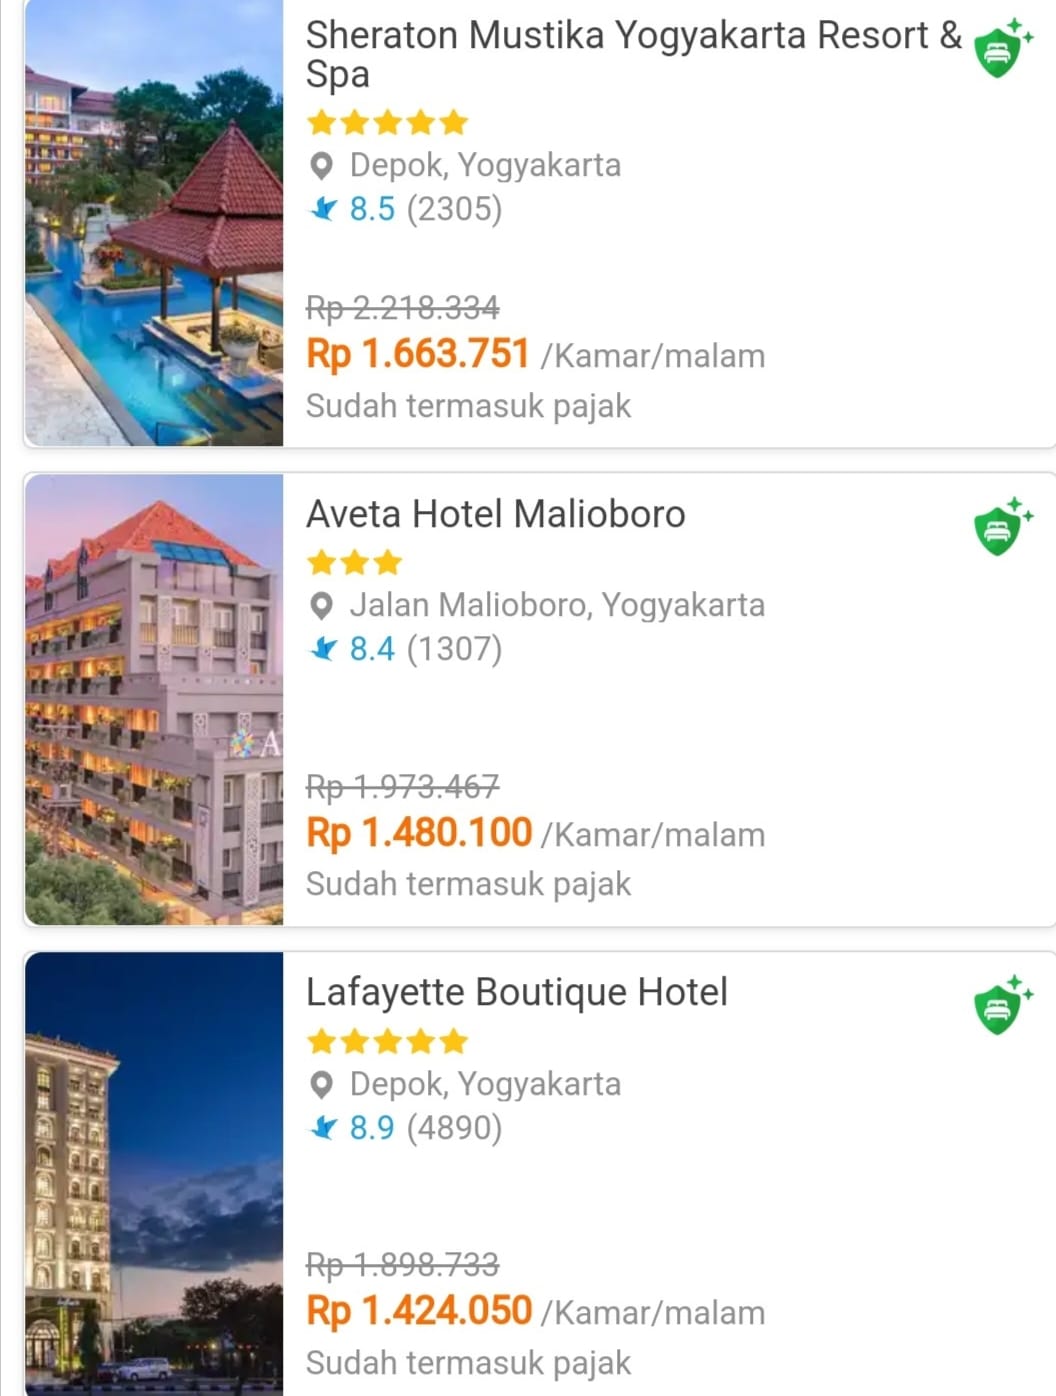 Sheraton Mustika Yogyakarta Resort &
Spa
Depok, Yogyakarta
8.5 (2305)
Rp 2.218.334
Rp 1.663.751 /Kamar/malam
Sudah termasuk pajak
Aveta Hotel Malioboro
Jalan Malioboro, Yogyakarta
8.4 (1307)
A
Rp 1.973.467
Rp 1.480.100 /Kamar/malam
Sudah termasuk pajak
Lafayette Boutique Hotel
Depok, Yogyakarta
8.9 (4890)
Rp 1.898.733
Rp 1.424.050 /Kamar/malam
Sudah termasuk pajak